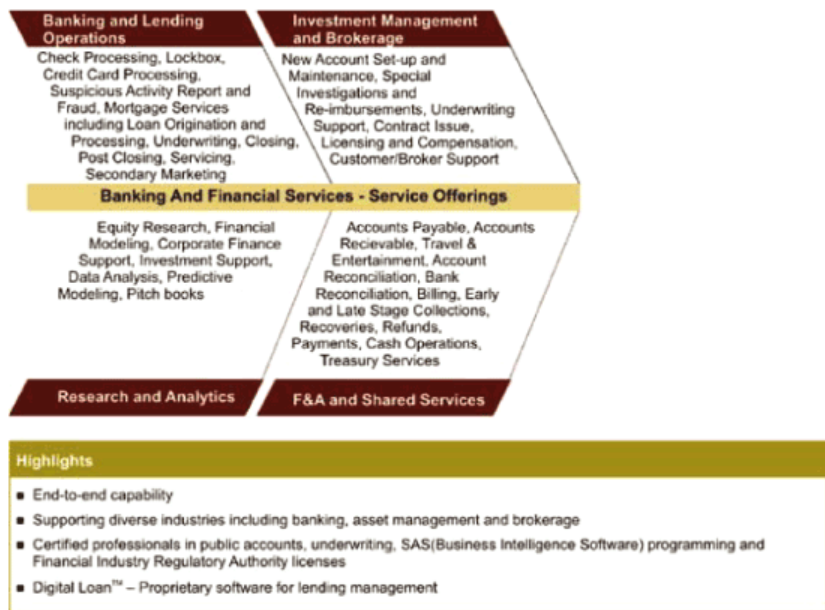 Banking and Lending
Operations
Check Processing, Lockbox,
Credit Card Processing,
Suspicious Activity Report and
Fraud, Mortgage Services
including Loan Origination and
Processing, Underwriting, Closing,
Post Closing, Servicing,
Secondary Marketing
Investment Management
and Brokerage
New Account Set-up and
Maintenance, Special
Investigations and
Re-imbursements, Underwriting
Support, Contract Issue,
Licensing and Compensation,
Customer/Broker Support
Banking And Financial Services - Service Offerings
Equity Research, Financial
Modeling, Corporate Finance
Support, Investment Support,
Data Analysis, Predictive
Modeling, Pitch books
Research and Analytics
Accounts Payable, Accounts
Recievable, Travel &
Entertainment, Account
Reconciliation, Bank
Reconciliation, Billing, Early
and Late Stage Collections,
Recoveries, Refunds,
Payments, Cash Operations,
Treasury Services
F&A and Shared Services
Highlights
■ End-to-end capability
■ Supporting diverse industries including banking, asset management and brokerage
■ Certified professionals in public accounts, underwriting, SAS(Business Intelligence Software) programming and
Financial Industry Regulatory Authority licenses
■ Digital Loan™ – Proprietary software for lending management